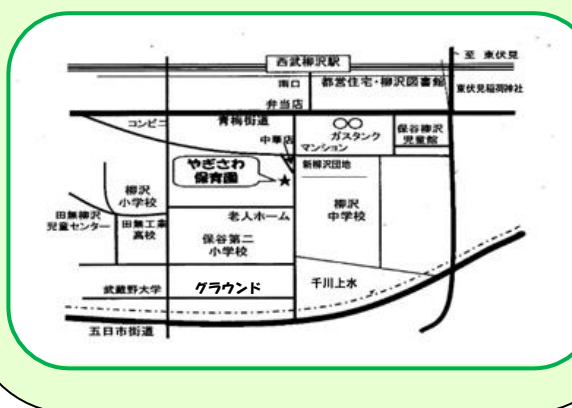 至 東伏見
西武柳沢駅
南口
都営住宅・柳沢図書館
東伏見稲荷神社
弁当店
コンビニ
青梅街道
中華店
ガスタンク
マンション
保谷柳沢
児童館
やぎさわ
保育園
新柳沢団地
柳沢
小学校
柳沢
中学校
田無柳沢
児童センター
田無工業
高校
老人ホーム
保谷第二
小学校
武蔵野大学
グラウンド
千川上水
五日市街道